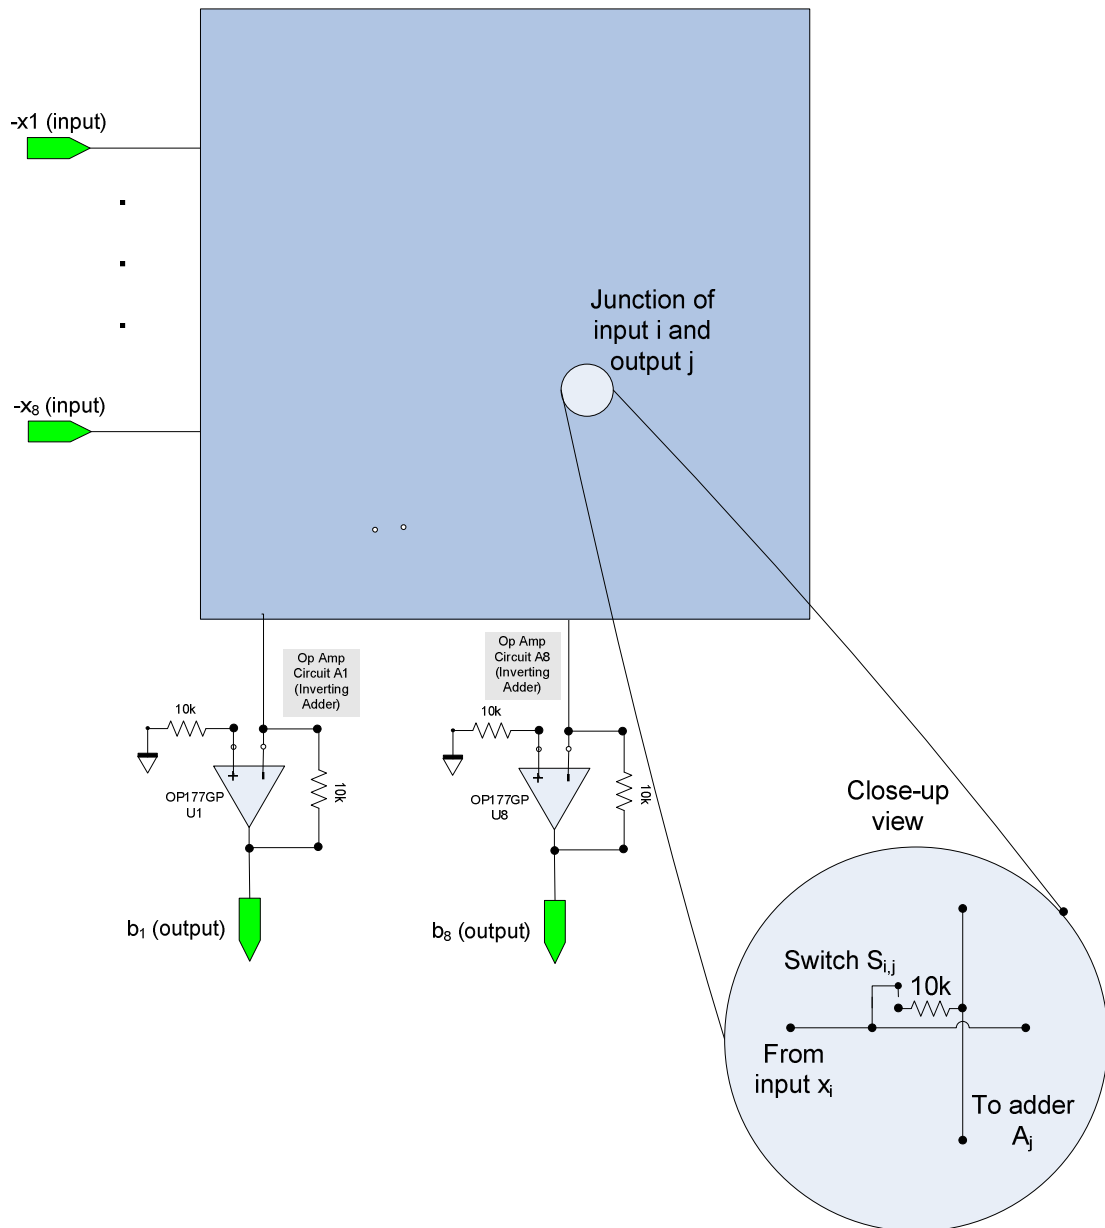 -x1 (input)
Junction of
input i and
output j
-x8 (input)
Op Amp
Circuit A1
(Inverting
Adder)
Op Amp
Circuit A8
(Inverting
Adder)
10k
10k
+
-
+
-
10k
10k
OP177GP
U1
OP177GP
U8
b1 (output)
b8 (output)
Close-up
view
Switch Si,j
10k
From
input xi
To adder
Aj